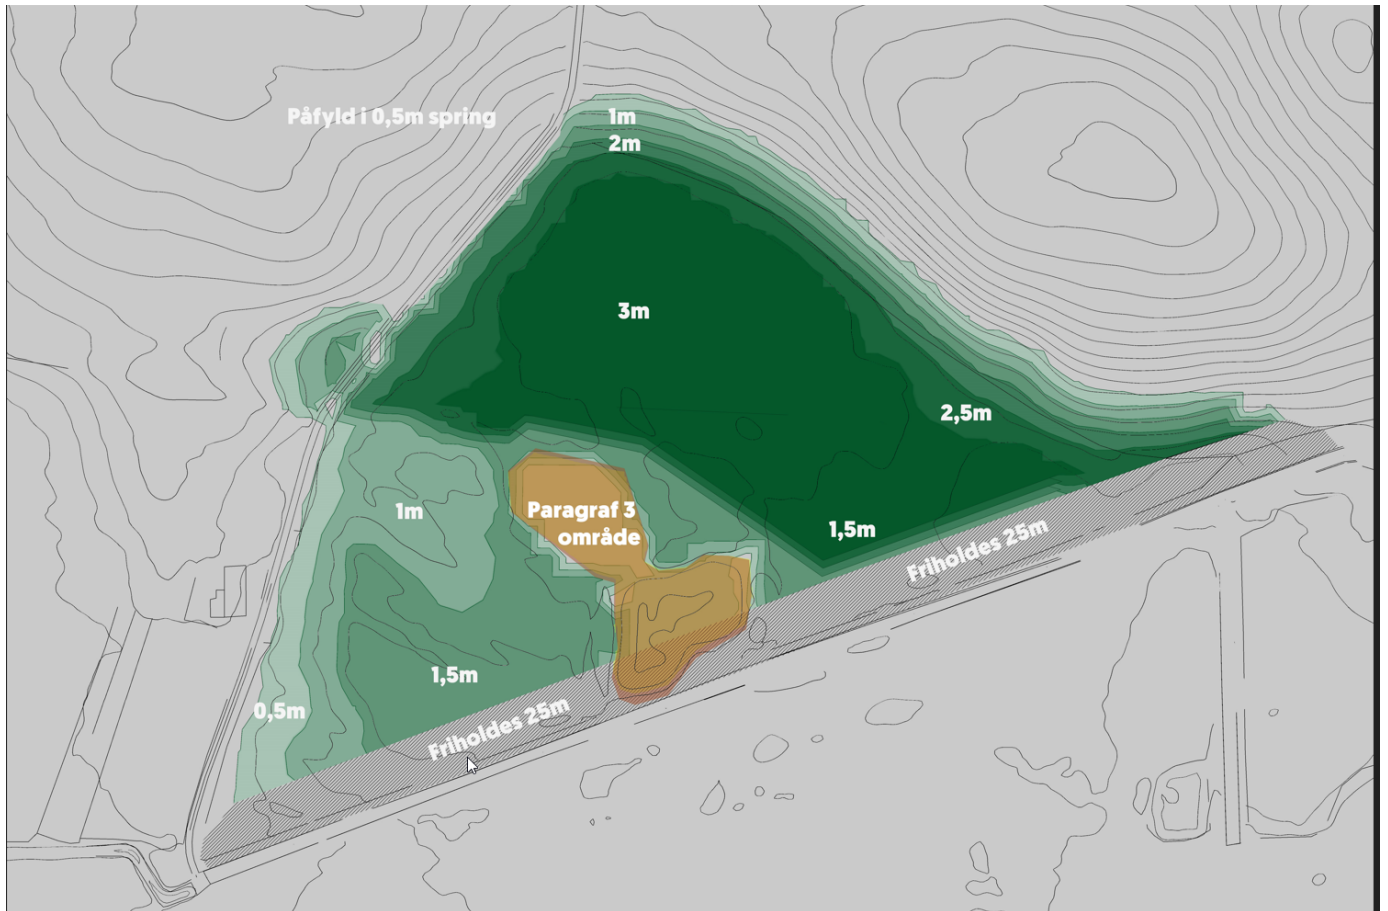 Påfyld i 0,5m spring
1m
2m
3m
2,5m
Paragraf 3
område
1m
1,5m
Friholdes 25m
1,5m
0,5m
Friholdes 25m